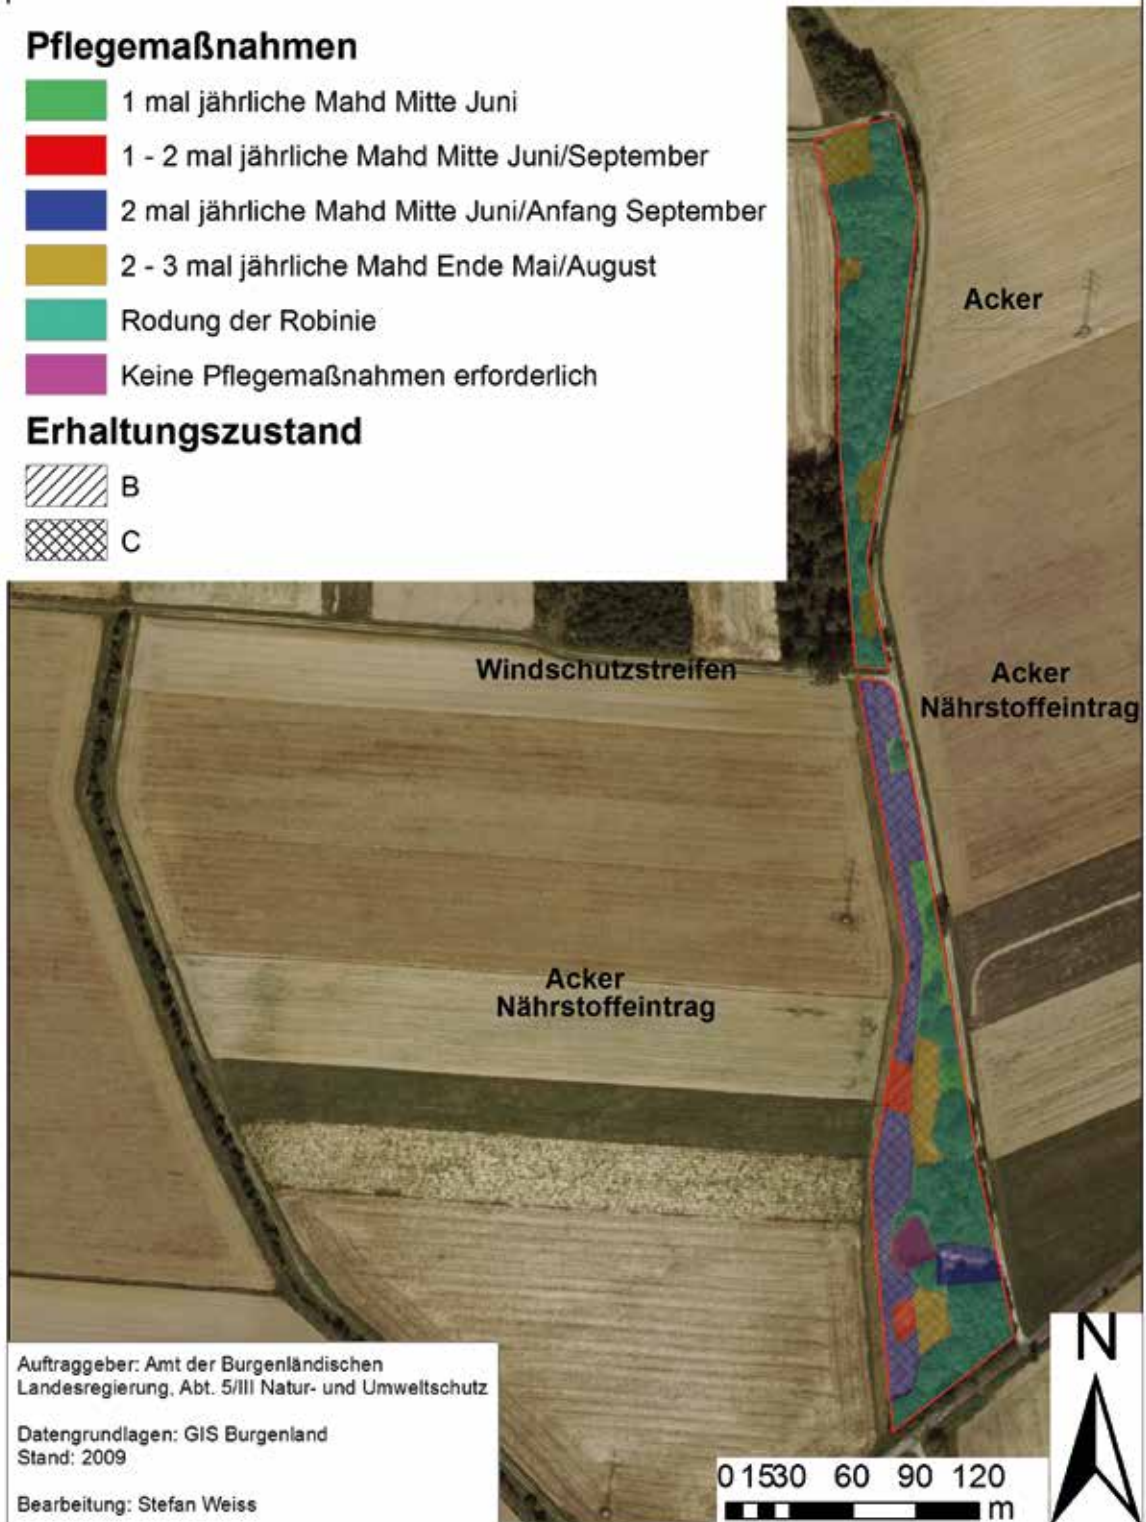 Pflegemaßnahmen
1 mal jährliche Mahd Mitte Juni
1 - 2 mal jährliche Mahd Mitte Juni/September
2 mal jährliche Mahd Mitte Juni/Anfang September
2 - 3 mal jährliche Mahd Ende Mai/August
Rodung der Robinie
Keine Pflegemaßnahmen erforderlich
Erhaltungszustand
B
C
Acker
Windschutzstreifen
Acker
Nährstoffeintrag
Acker
Nährstoffeintrag
Auftraggeber: Amt der Burgenländischen
Landesregierung, Abt. 5/III Natur- und Umweltschutz
Datengrundlagen: GIS Burgenland
Stand: 2009
Bearbeitung: Stefan Weiss
N
0 15 30 60 90 120
m